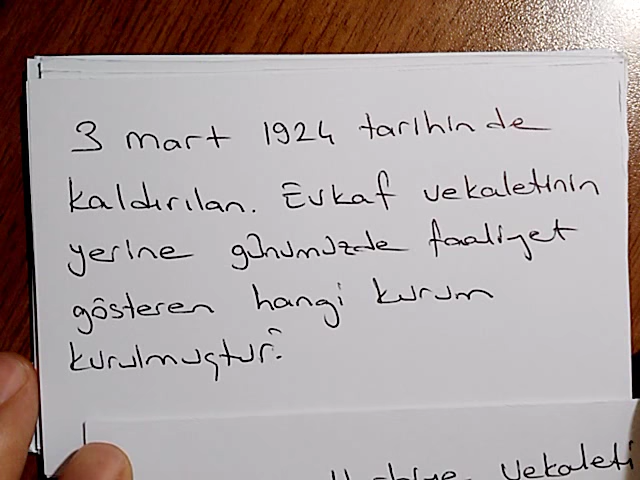 3 mart 1924 tarihinde
kaldırılan. Evkaf vekaletinin
yerine günümüzde faaliyet
gösteren hangi kurum
kurulmuştur?
vekaleti